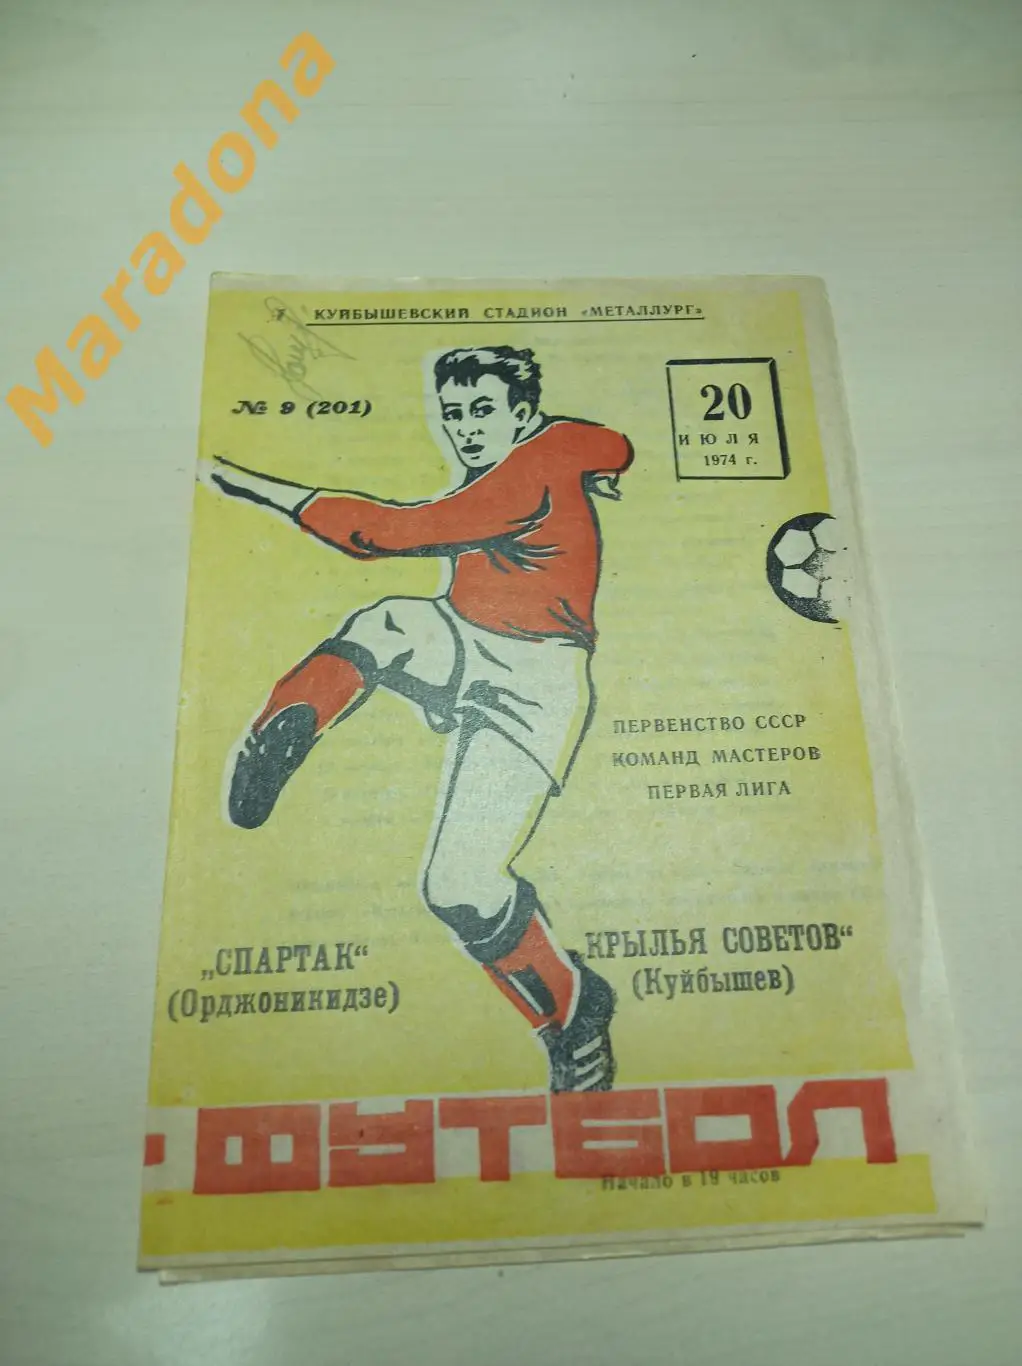 Maradona
КУЙБЫШЕВСКИЙ СТАДИОН «МЕТАЛЛУРГ»
№ 9 (201)
20
ИЮЛЯ
1974 г.
ПЕРВЕНСТВО СССР
КОМАНД МАСТЕРОВ
ПЕРВАЯ ЛИГА
„СПАРТАК“
(Орджоникидзе)
„КРЫЛЬЯ СОВЕТОВ“
(Куйбышев)
ФУТБОЛ
Начало в 19 часов